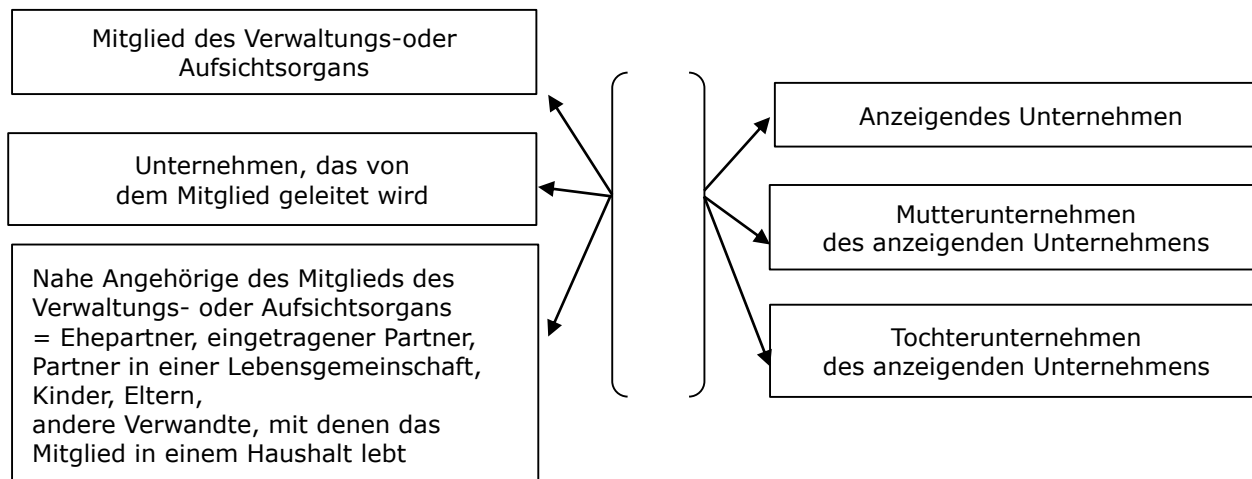 Mitglied des Verwaltungs-oder
Aufsichtsorgans
Unternehmen, das von
dem Mitglied geleitet wird
Nahe Angehörige des Mitglieds des
Verwaltungs- oder Aufsichtsorgans
= Ehepartner, eingetragener Partner,
Partner in einer Lebensgemeinschaft,
Kinder, Eltern,
andere Verwandte, mit denen das
Mitglied in einem Haushalt lebt
Anzeigendes Unternehmen
Mutterunternehmen
des anzeigenden Unternehmens
Tochterunternehmen
des anzeigenden Unternehmens